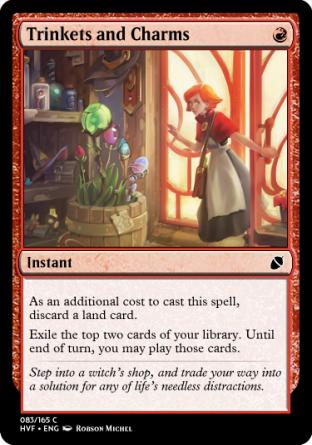 Trinkets and Charms
Instant
As an additional cost to cast this spell,
discard a land card.
Exile the top two cards of your library. Until
end of turn, you may play those cards.
Step into a witch's shop, and trade your way into
a solution for any of life's needless distractions.
083/165 C
HVF • ENG Robson Michel